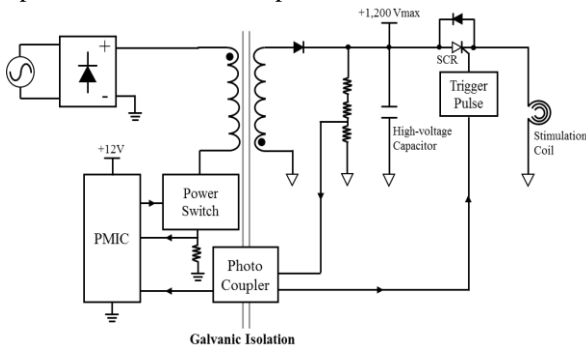 +1,200 Vmax
+
-
SCR
Trigger
Pulse
High-voltage
Capacitor
Stimulation
Coil
+12V
Power
Switch
PMIC
Photo
Coupler
Galvanic Isolation